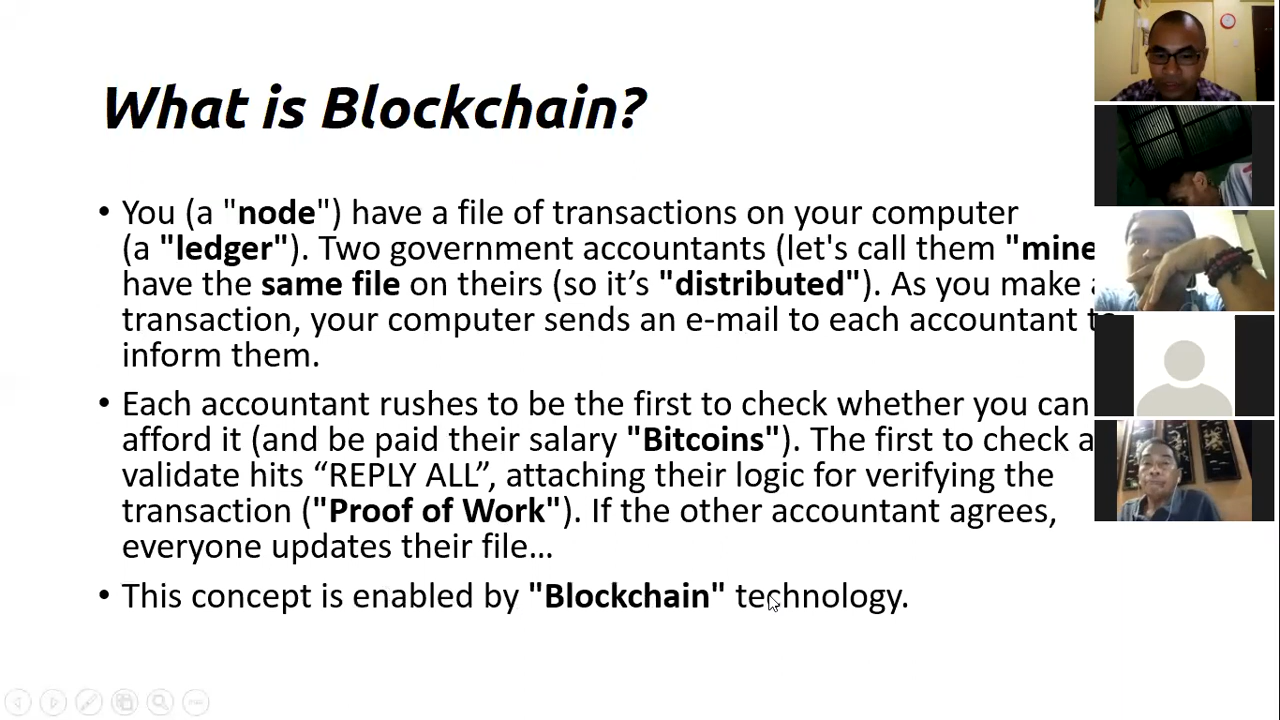 What is Blockchain?
• You (a "node") have a file of transactions on your computer
(a "ledger"). Two government accountants (let's call them "mine
have the same file on theirs (so it’s "distributed"). As you make a
transaction, your computer sends an e-mail to each accountant to
inform them.
• Each accountant rushes to be the first to check whether you can
afford it (and be paid their salary "Bitcoins"). The first to check a
validate hits “REPLY ALL”, attaching their logic for verifying the
transaction ("Proof of Work"). If the other accountant agrees,
everyone updates their file…
• This concept is enabled by "Blockchain" technology.